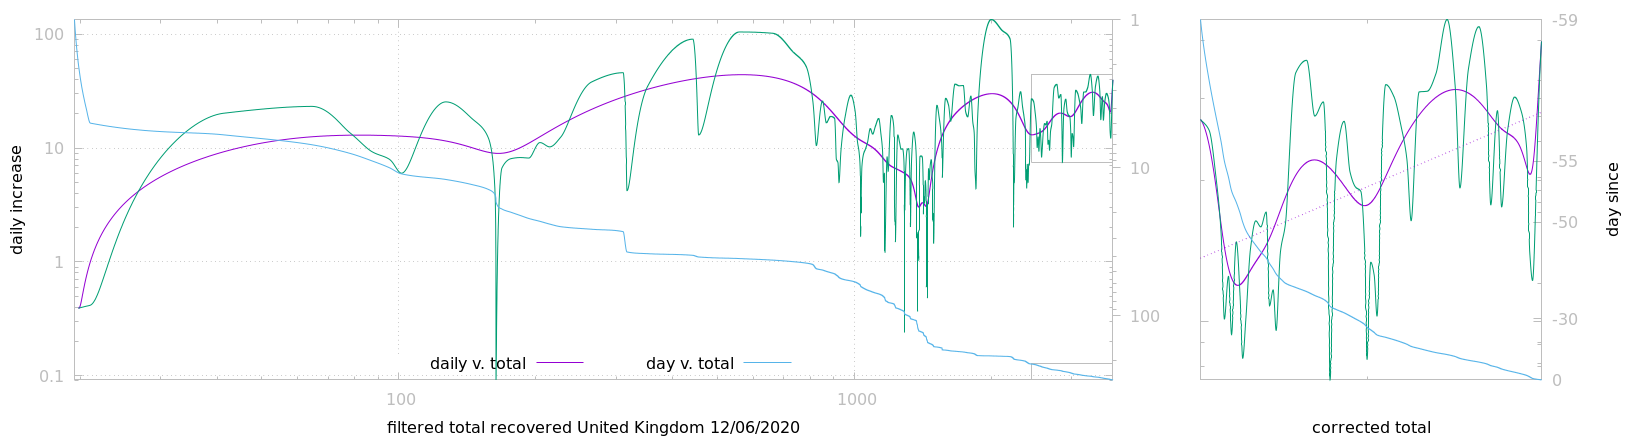 100
10
1
0.1
daily increase
daily v. total
day v. total
100
1000
filtered total recovered United Kingdom 12/06/2020
1
10
100
-59
-55
-50
-30
0
day since
corrected total